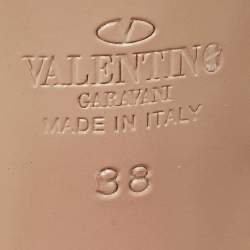 VALENTINO
GARAVANI
MADE IN ITALY
38